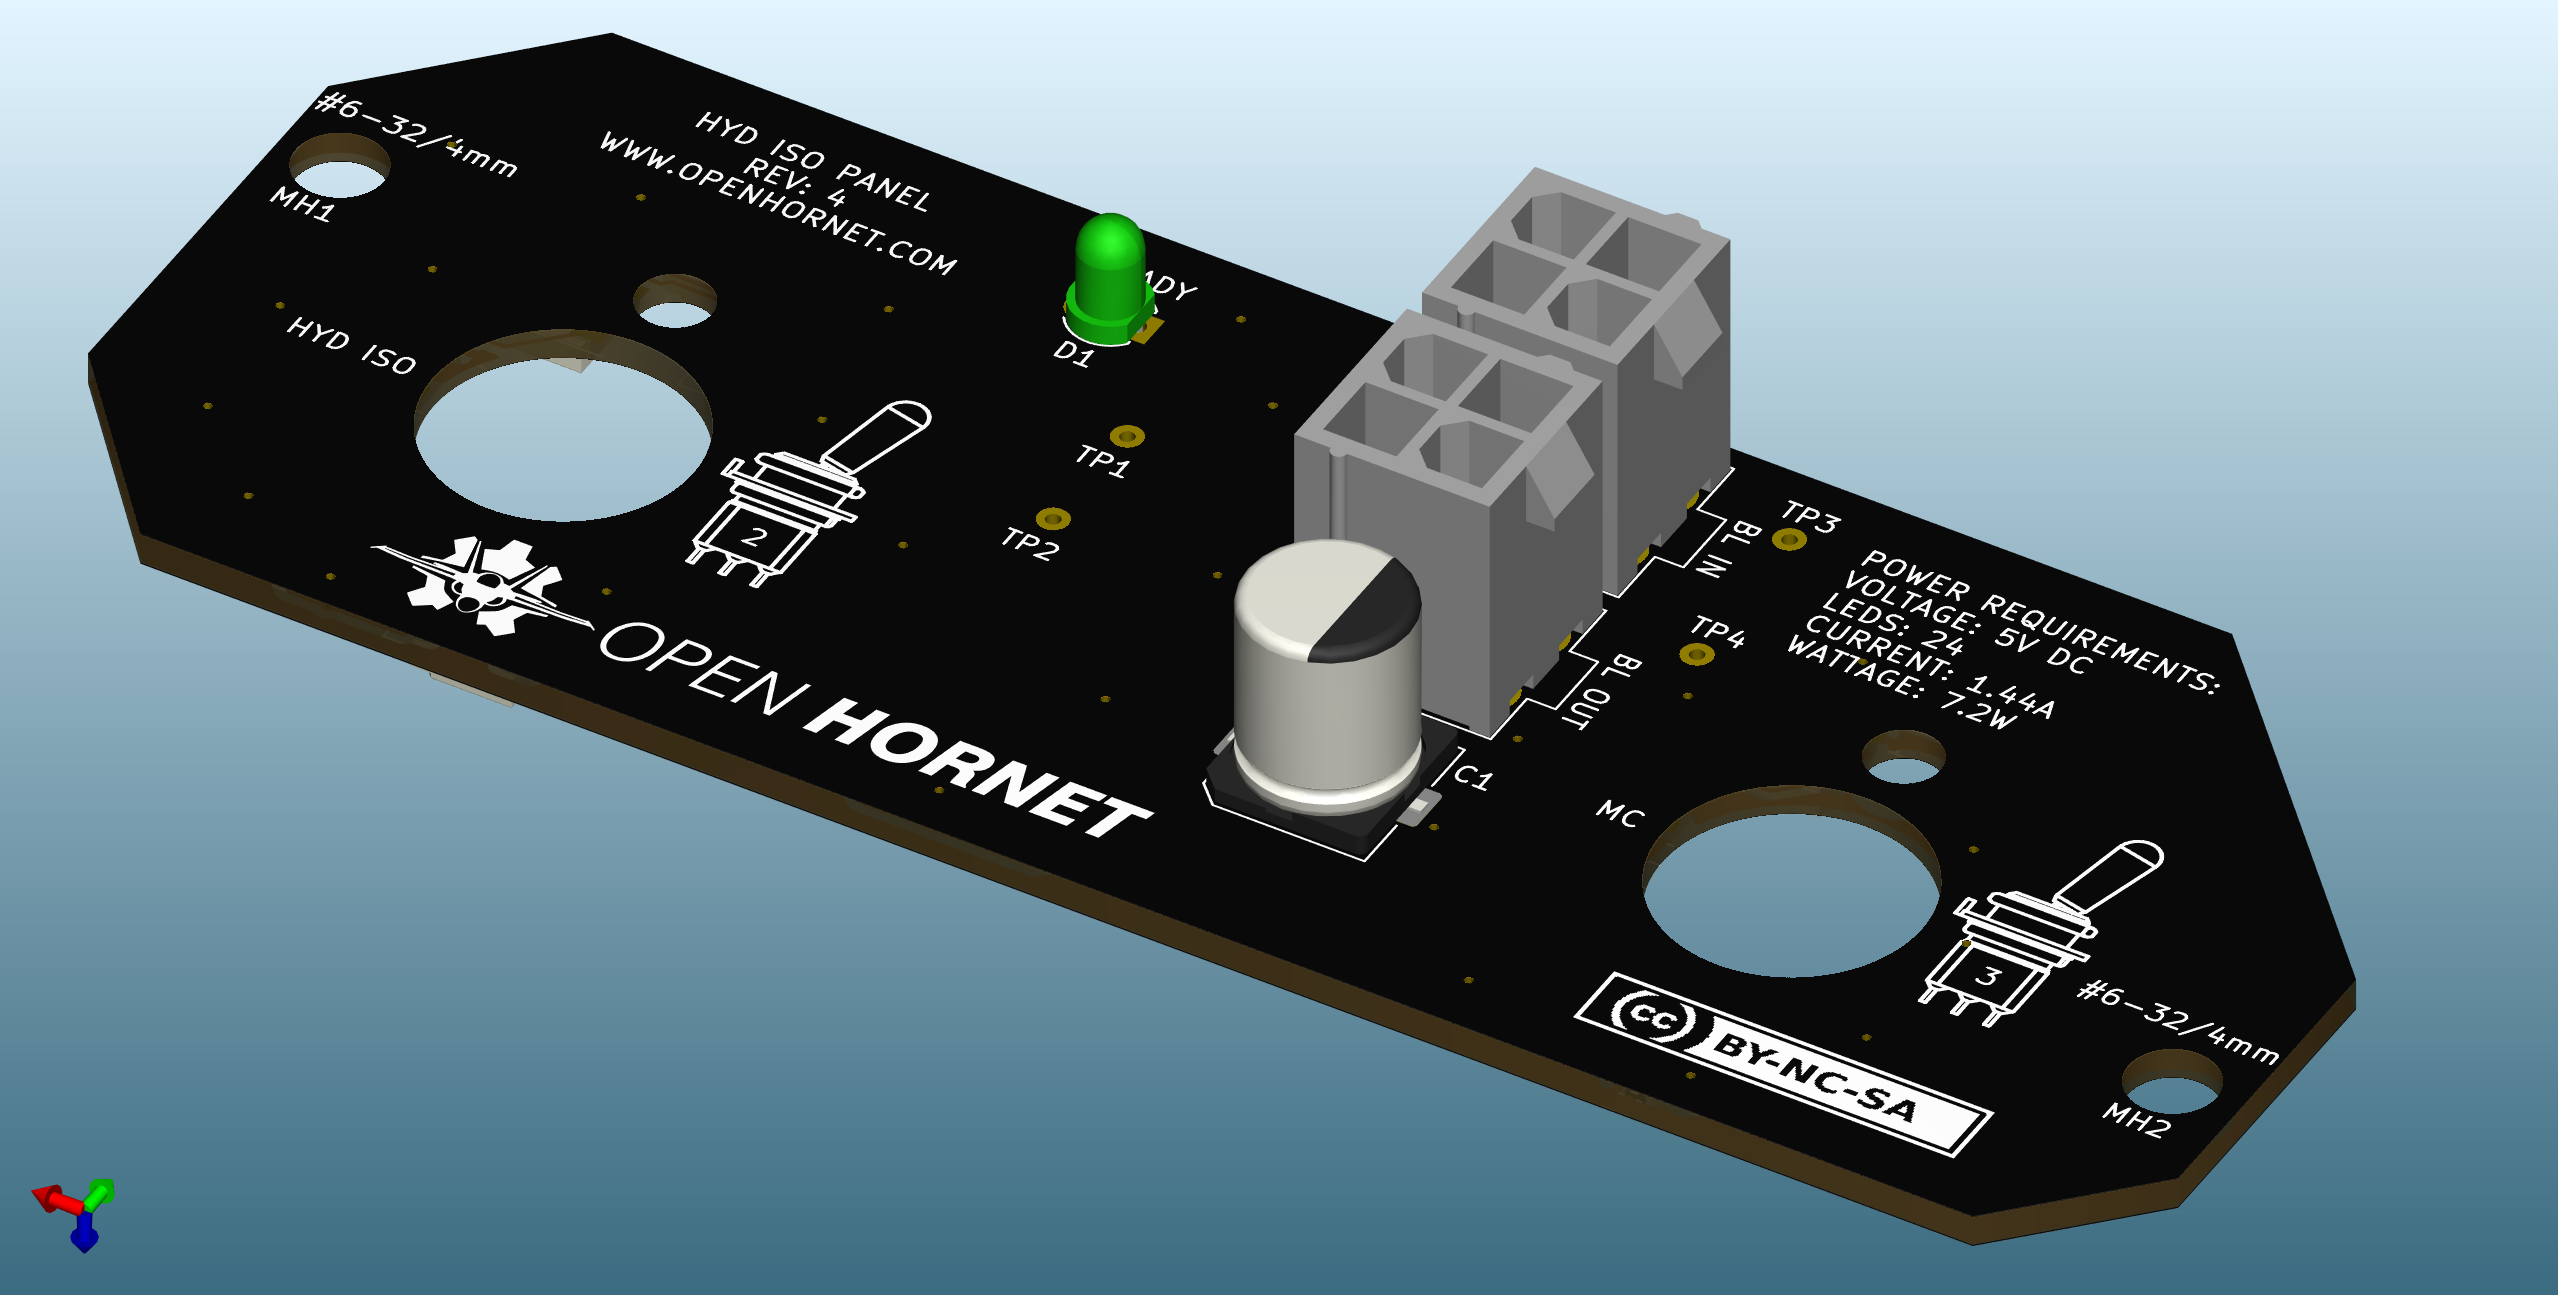 #6-32/4mm
MH1
HYD ISO PANEL
REV: 4
WWW.OPENHORNET.COM
HYD ISO
D1
TP1
TP2
2
OPEN HORNET
BL IN
TP3
BL OUT
TP4
POWER REQUIREMENTS:
VOLTAGE: 5V DC
LEDS: 24
CURRENT: 1.44A
WATTAGE: 7.2W
C1
MC
3
#6-32/4mm
MH2
cc BY-NC-SA